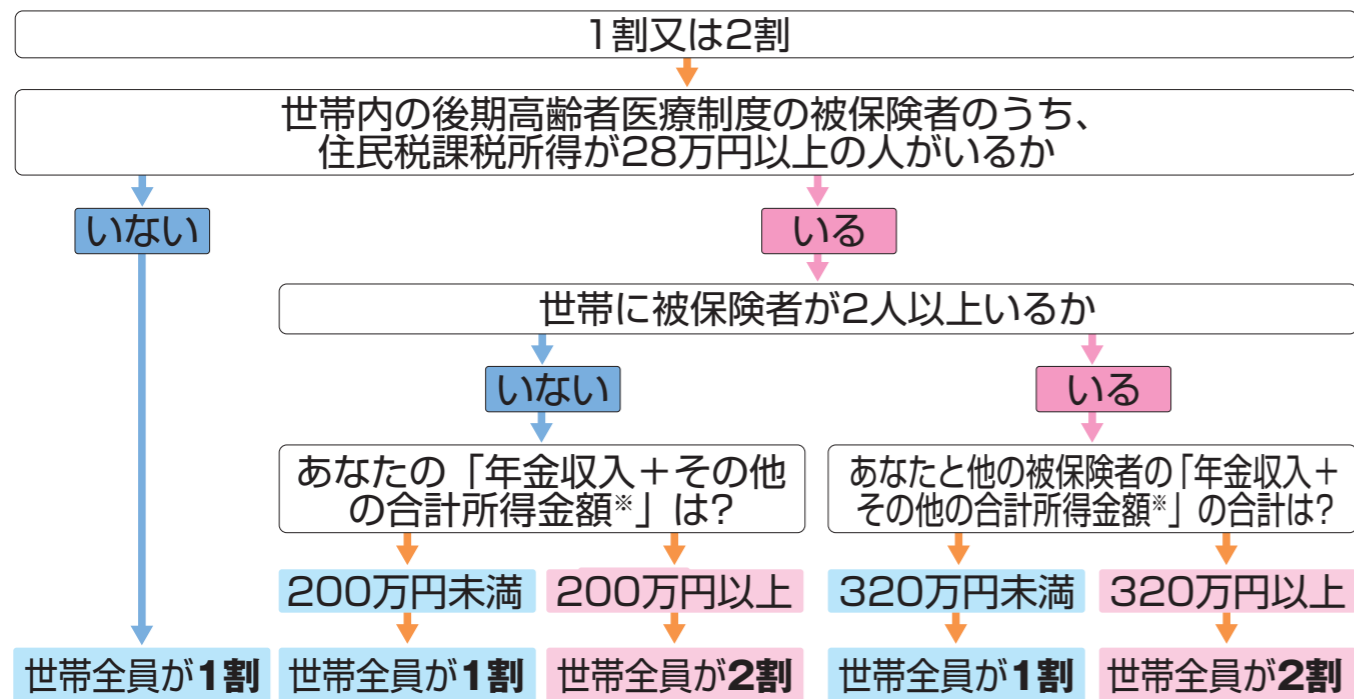 1割又は2割
世帯内の後期高齢者医療制度の被保険者のうち、
住民税課税所得が28万円以上の人がいるか
いない
いる
世帯に被保険者が2人以上いるか
いない
いる
あなたの「年金収入＋その他
の合計所得金額※」は?
あなたと他の被保険者の「年金収入＋
その他の合計所得金額※」の合計は?
200万円未満
200万円以上
320万円未満
320万円以上
世帯全員が1割
世帯全員が1割
世帯全員が2割
世帯全員が1割
世帯全員が2割